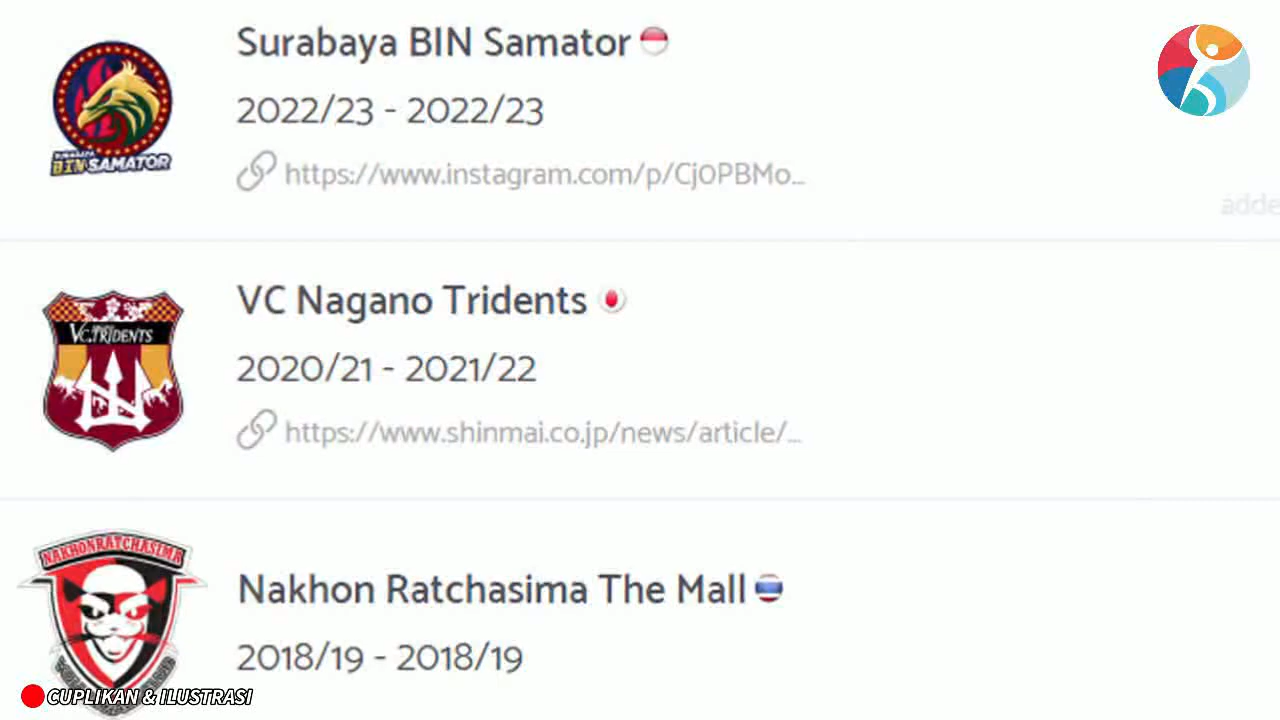 Surabaya BIN Samator
2022/23 - 2022/23
https://www.instagram.com/p/Cj0PBMo...
adde
SURABAYA
BIN SAMATOR
VC Nagano Tridents
2020/21 - 2021/22
https://www.shinmai.co.jp/news/article/...
VC.TRIDENTS
NAKHONRATCHASIMA
Nakhon Ratchasima The Mall
2018/19 - 2018/19
CUPLIKAN & ILUSTRASI